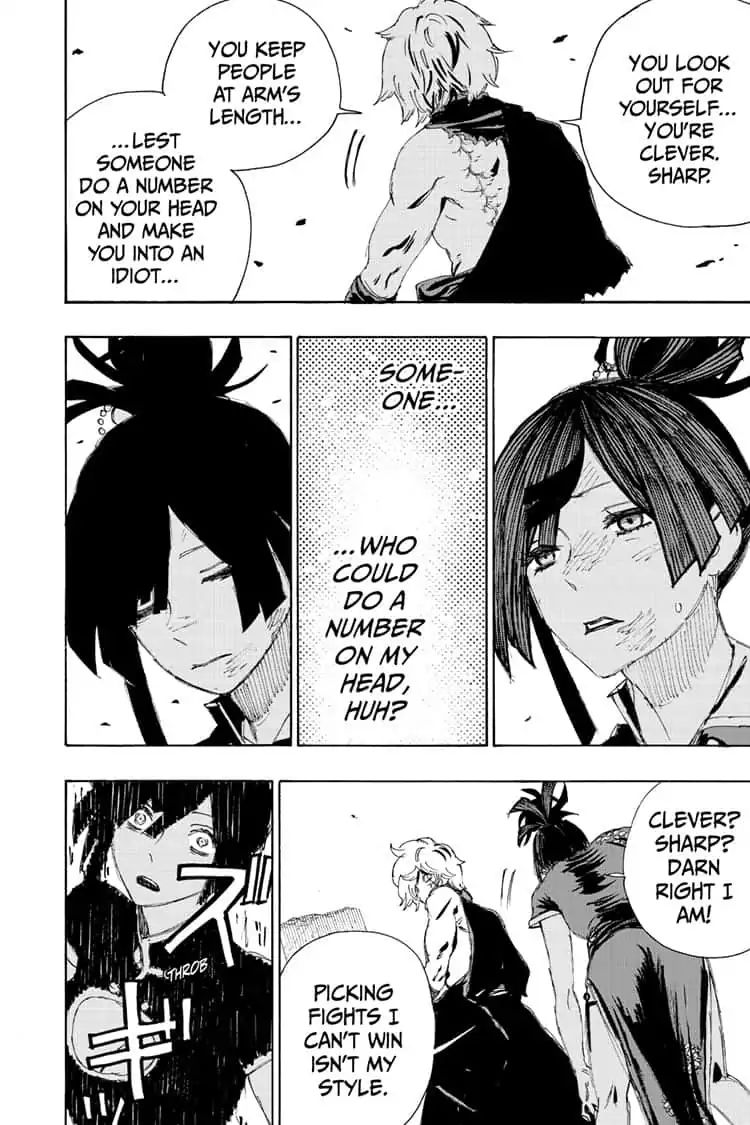 YOU LOOK
OUT FOR
YOURSELF...
YOU'RE
CLEVER.
SHARP.
YOU KEEP
PEOPLE
AT ARM'S
LENGTH...
...LEST
SOMEONE
DO A NUMBER
ON YOUR HEAD
AND MAKE
YOU INTO AN
IDIOT...
SOME-
ONE...
...WHO
COULD
DO A
NUMBER
ON MY
HEAD,
HUH?
CLEVER?
SHARP?
DARN
RIGHT I
AM!
PICKING
FIGHTS I
CAN'T WIN
ISN'T MY
STYLE.
ズ
キ
THROB